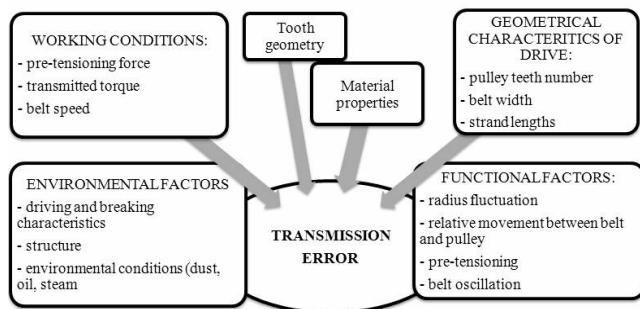 WORKING CONDITIONS:
- pre-tensioning force
- transmitted torque
- belt speed
Tooth
geometry
Material
properties
GEOMETRICAL
CHARACTERITICS OF
DRIVE:
- pulley teeth number
- belt width
- strand lengths
ENVIRONMENTAL FACTORS
- driving and breaking
characteristics
- structure
- environmental conditions (dust,
oil, steam
TRANSMISSION
ERROR
FUNCTIONAL FACTORS:
- radius fluctuation
- relative movement between belt
and pulley
- pre-tensioning
- belt oscillation